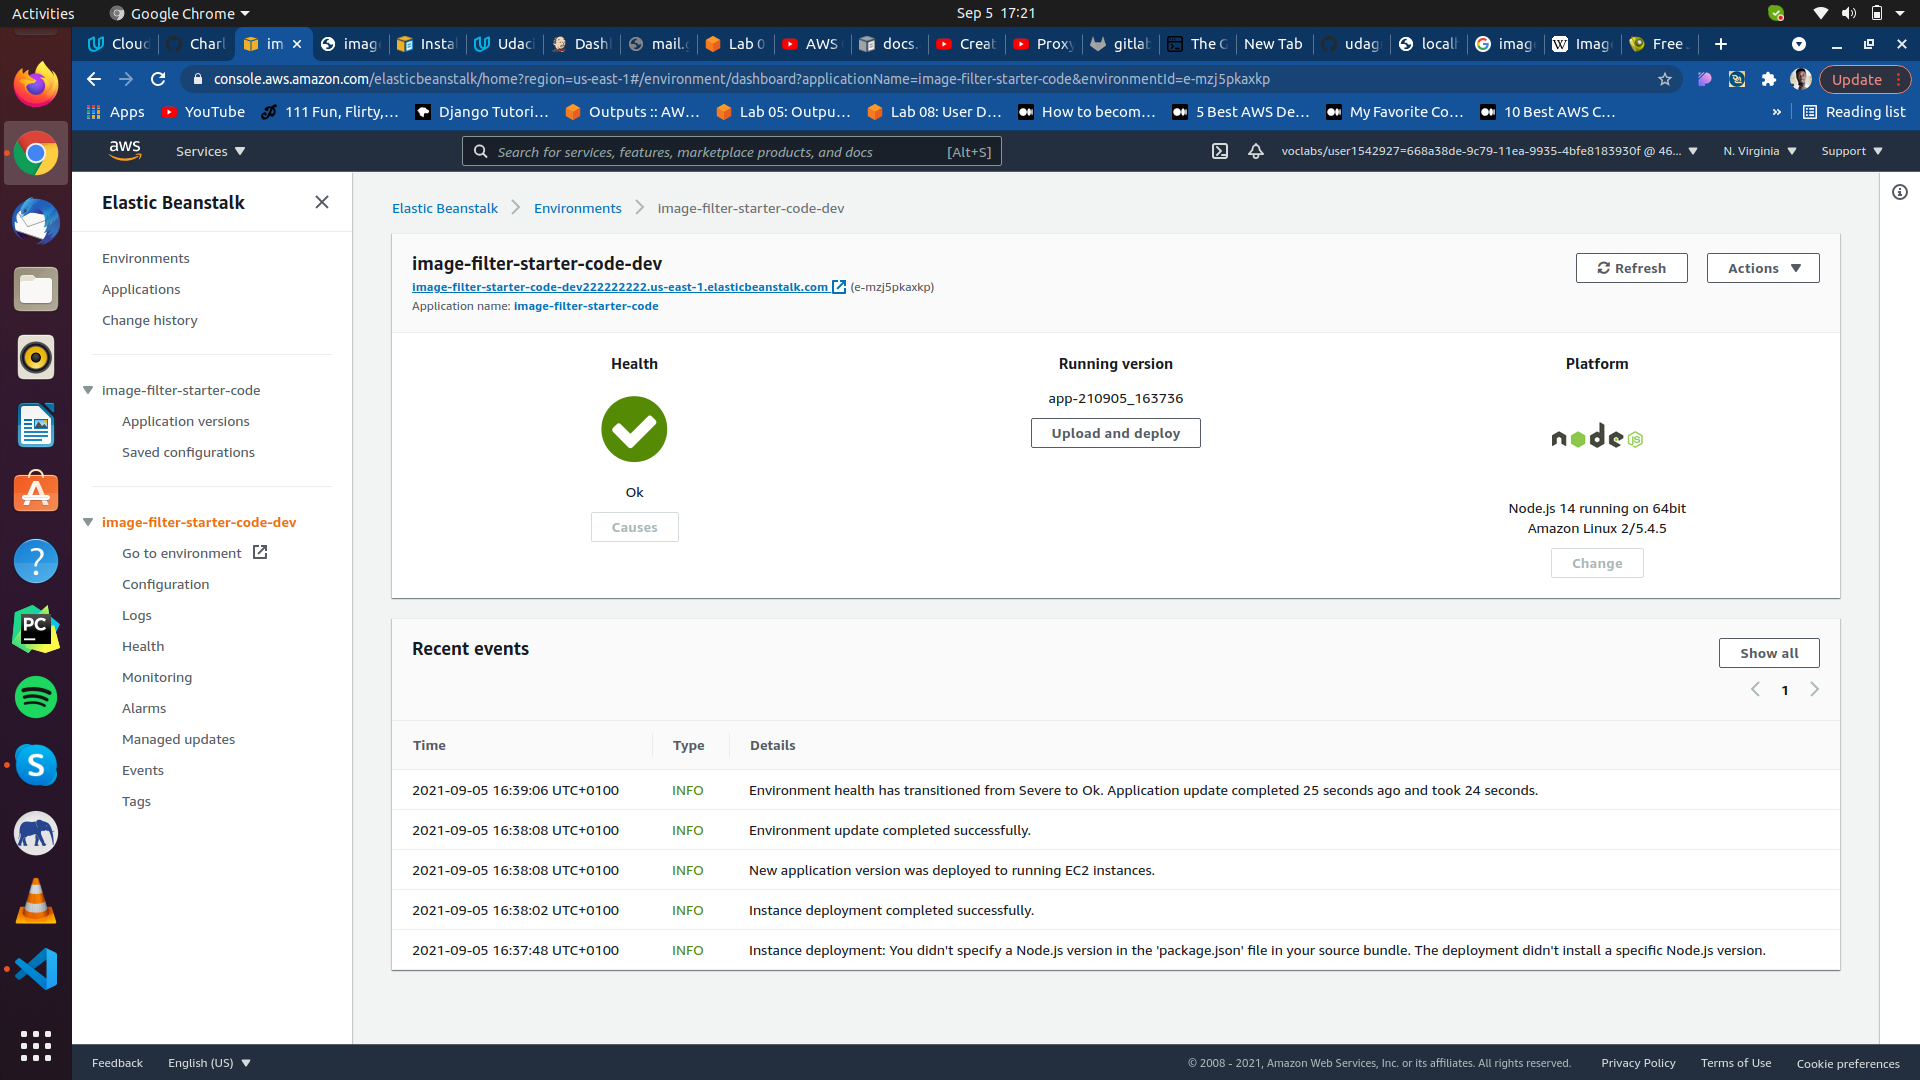 Activities
Google Chrome
Sep 5 17:21
Cloud
Charl
im
imag
Insta
Udaci
Dash
mail.g
Lab 0
AWS
docs.
Creat
Proxy
gitlab
The C
New Tab
udag
localh
imag
Imag
Free
console.aws.amazon.com/elasticbeanstalk/home?region=us-east-1#/environment/dashboard?applicationName=image-filter-starter-code&environmentId=e-mzj5pkaxkp
Update
Apps
YouTube
111 Fun, Flirty,...
Django Tutori...
Outputs :: AW...
Lab 05: Outpu...
Lab 08: User D...
How to becom...
5 Best AWS De...
My Favorite Co...
10 Best AWS C...
»
Reading list
aws
Services
Search for services, features, marketplace products, and docs
[Alt+S]
voclabs/user1542927=668a38de-9c79-11ea-9935-4bfe8183930f @ 46...
N. Virginia
Support
Elastic Beanstalk
Environments
Applications
Change history
image-filter-starter-code
Application versions
Saved configurations
image-filter-starter-code-dev
Go to environment
Configuration
Logs
Health
Monitoring
Alarms
Managed updates
Events
Tags
Elastic Beanstalk
Environments
image-filter-starter-code-dev
image-filter-starter-code-dev
image-filter-starter-code-dev222222222.us-east-1.elasticbeanstalk.com (e-mzj5pkaxkp)
Application name: image-filter-starter-code
Refresh
Actions
Health
Ok
Causes
Running version
app-210905_163736
Upload and deploy
Platform
node JS
Node.js 14 running on 64bit
Amazon Linux 2/5.4.5
Change
Recent events
Show all
1
Time Type Details
2021-09-05 16:39:06 UTC+0100 INFO Environment health has transitioned from Severe to Ok. Application update completed 25 seconds ago and took 24 seconds.
2021-09-05 16:38:08 UTC+0100 INFO Environment update completed successfully.
2021-09-05 16:38:08 UTC+0100 INFO New application version was deployed to running EC2 instances.
2021-09-05 16:38:02 UTC+0100 INFO Instance deployment completed successfully.
2021-09-05 16:37:48 UTC+0100 INFO Instance deployment: You didn't specify a Node.js version in the 'package.json' file in your source bundle. The deployment didn't install a specific Node.js version.
PC
Feedback
English (US)
© 2008 - 2021, Amazon Web Services, Inc. or its affiliates. All rights reserved.
Privacy Policy
Terms of Use
Cookie preferences